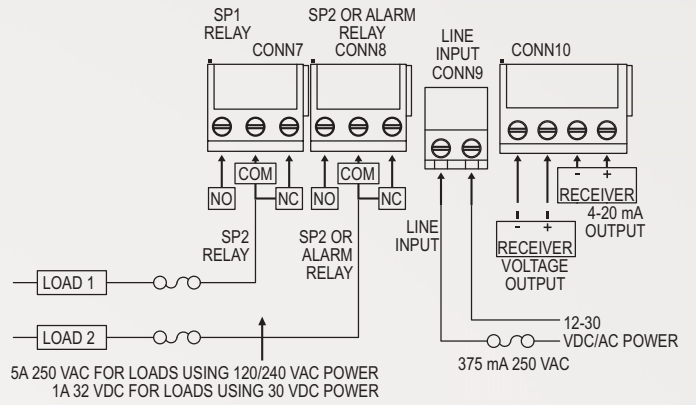 SP1
RELAY
CONN7
SP2 OR ALARM
RELAY
CONN8
LINE
INPUT
CONN9
CONN10
NO
COM
NC
NO
COM
NC
- +
RECEIVER
4-20 mA
OUTPUT
- +
RECEIVER
VOLTAGE
OUTPUT
SP2
RELAY
SP2 OR
ALARM
RELAY
LINE
INPUT
LOAD 1
LOAD 2
12-30
VDC/AC POWER
375 mA 250 VAC
5A 250 VAC FOR LOADS USING 120/240 VAC POWER
1A 32 VDC FOR LOADS USING 30 VDC POWER